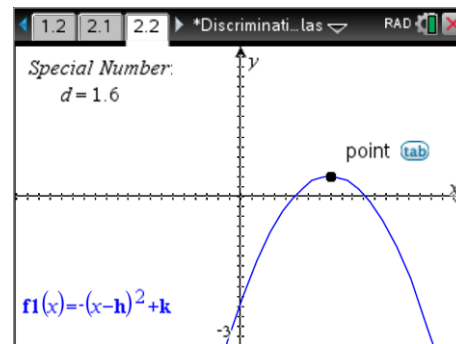 1.2 2.1 2.2 *Discriminati...las RAD
Special Number:
d = 1.6
y
point tab
x
f1(x)=-(x-h)²+k
-3